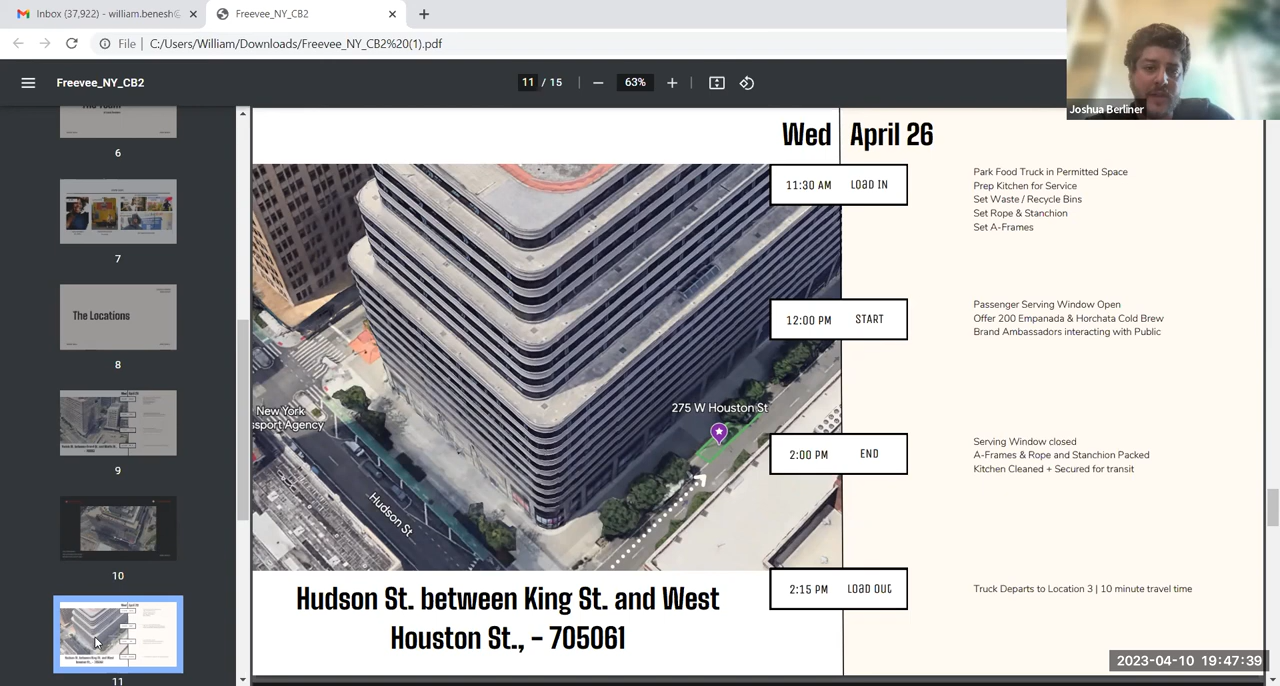 Inbox (37,922) - william.benesh@
Freevee_NY_CB2
File
C:/Users/William/Downloads/Freevee_NY_CB2%20(1).pdf
Freevee_NY_CB2
11 / 15
63%
Joshua Berliner
6
7
The Locations
8
9
10
11
Wed April 26
11:30 AM LOAD IN
Park Food Truck in Permitted Space
Prep Kitchen for Service
Set Waste / Recycle Bins
Set Rope & Stanchion
Set A-Frames
12:00 PM START
Passenger Serving Window Open
Offer 200 Empanada & Horchata Cold Brew
Brand Ambassadors interacting with Public
New York
ssport Agency
275 W Houston St
Hudson St
2:00 PM END
Serving Window closed
A-Frames & Rope and Stanchion Packed
Kitchen Cleaned + Secured for transit
2:15 PM LOAD OUT
Truck Departs to Location 3 | 10 minute travel time
Hudson St. between King St. and West
Houston St., - 705061
2023-04-10 19:47:39